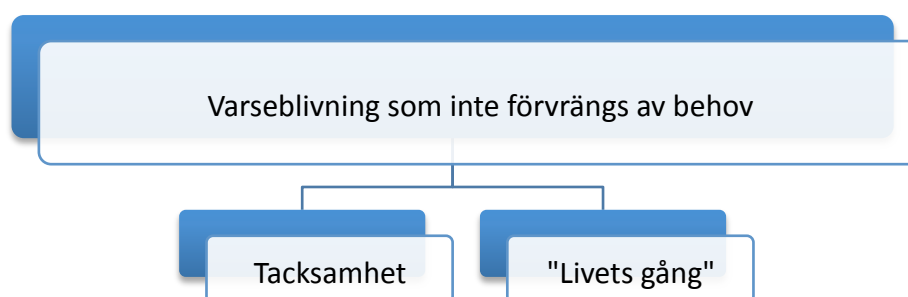 Varseblivning som inte förvrängs av behov
Tacksamhet
"Livets gång"